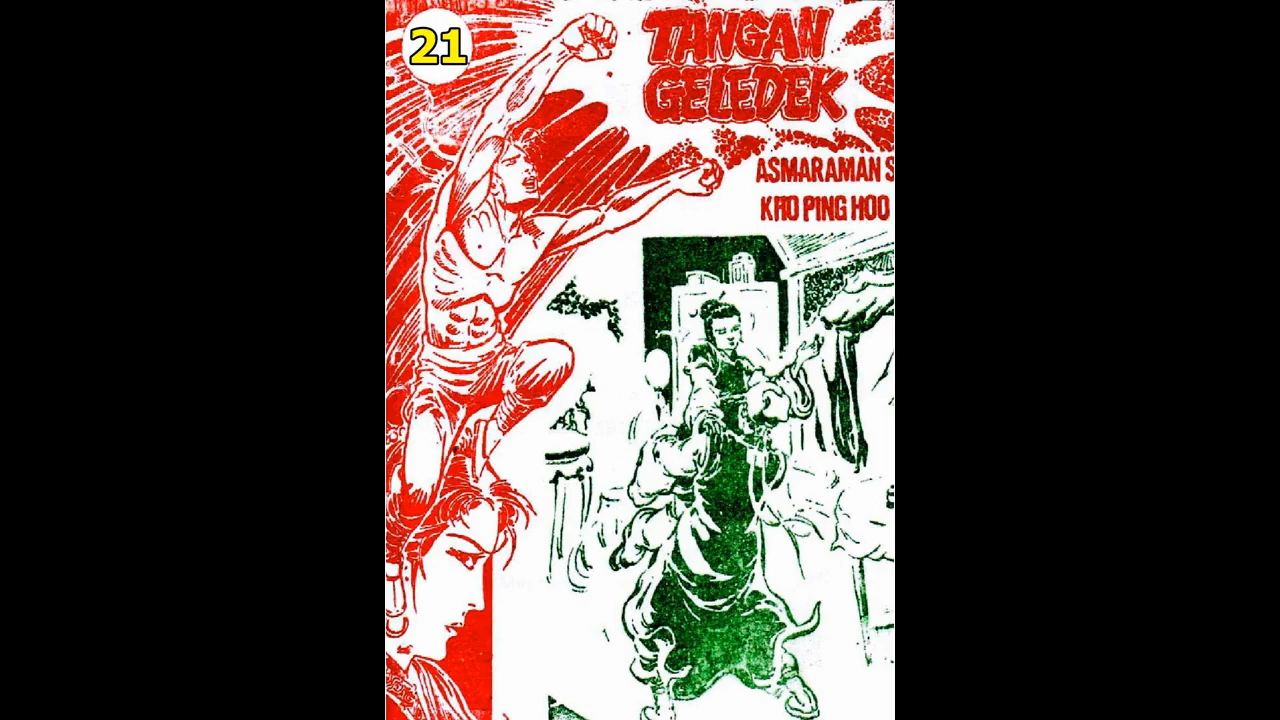 21
TANGAN
GELEDEK
ASMARAMAN S
KHO PING HOO